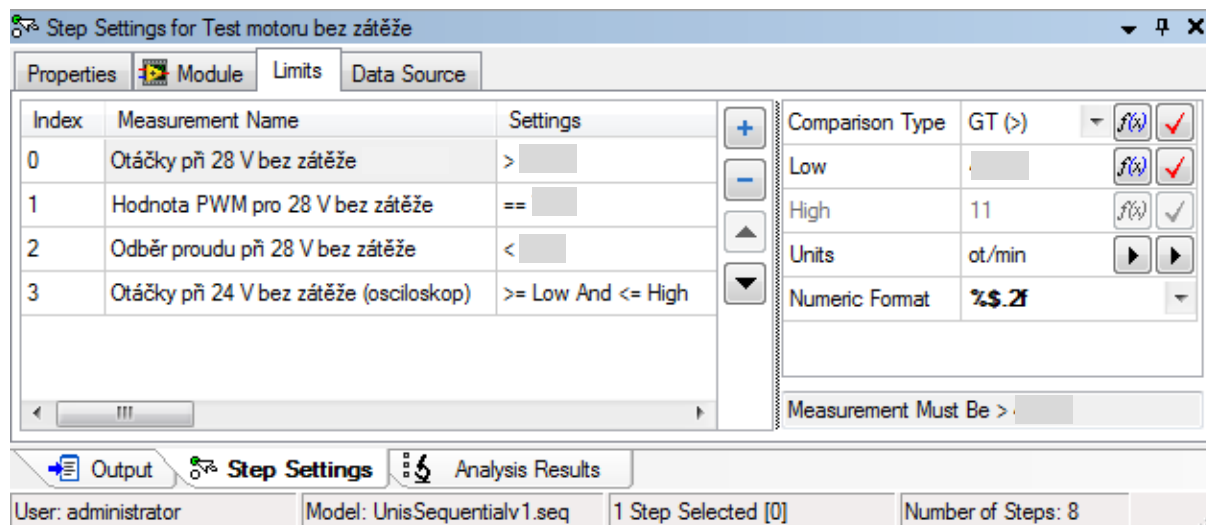 Step Settings for Test motoru bez zátěže
Properties Module Limits Data Source
Index Measurement Name Settings
0 Otáčky při 28 V bez zátěže >
1 Hodnota PWM pro 28 V bez zátěže ==
2 Odběr proudu při 28 V bez zátěže <
3 Otáčky při 24 V bez zátěže (osciloskop) >= Low And <= High
Comparison Type GT (>) f(x)
Low f(x)
High 11 f(x)
Units ot/min
Numeric Format %$.2f
Measurement Must Be >
Output Step Settings Analysis Results
User: administrator Model: UnisSequentialv1.seq 1 Step Selected [0] Number of Steps: 8